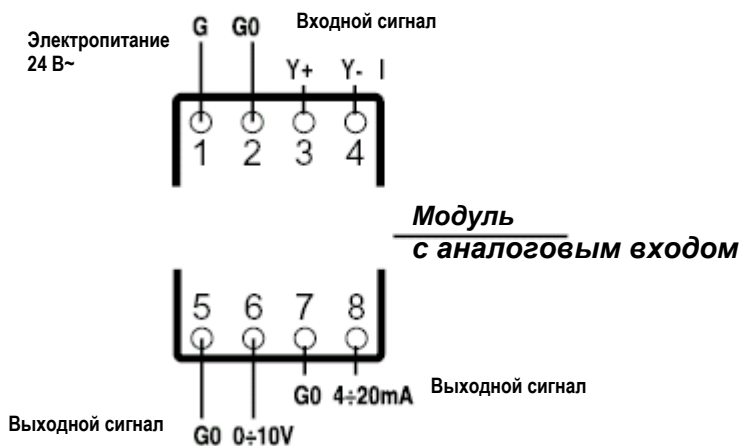 Электропитание
24 В~
G G0
Входной сигнал
Y+ Y- I
1 2 3 4
Модуль
с аналоговым входом
5 6 7 8
G0 4÷20mA
Выходной сигнал
Выходной сигнал
G0 0÷10V